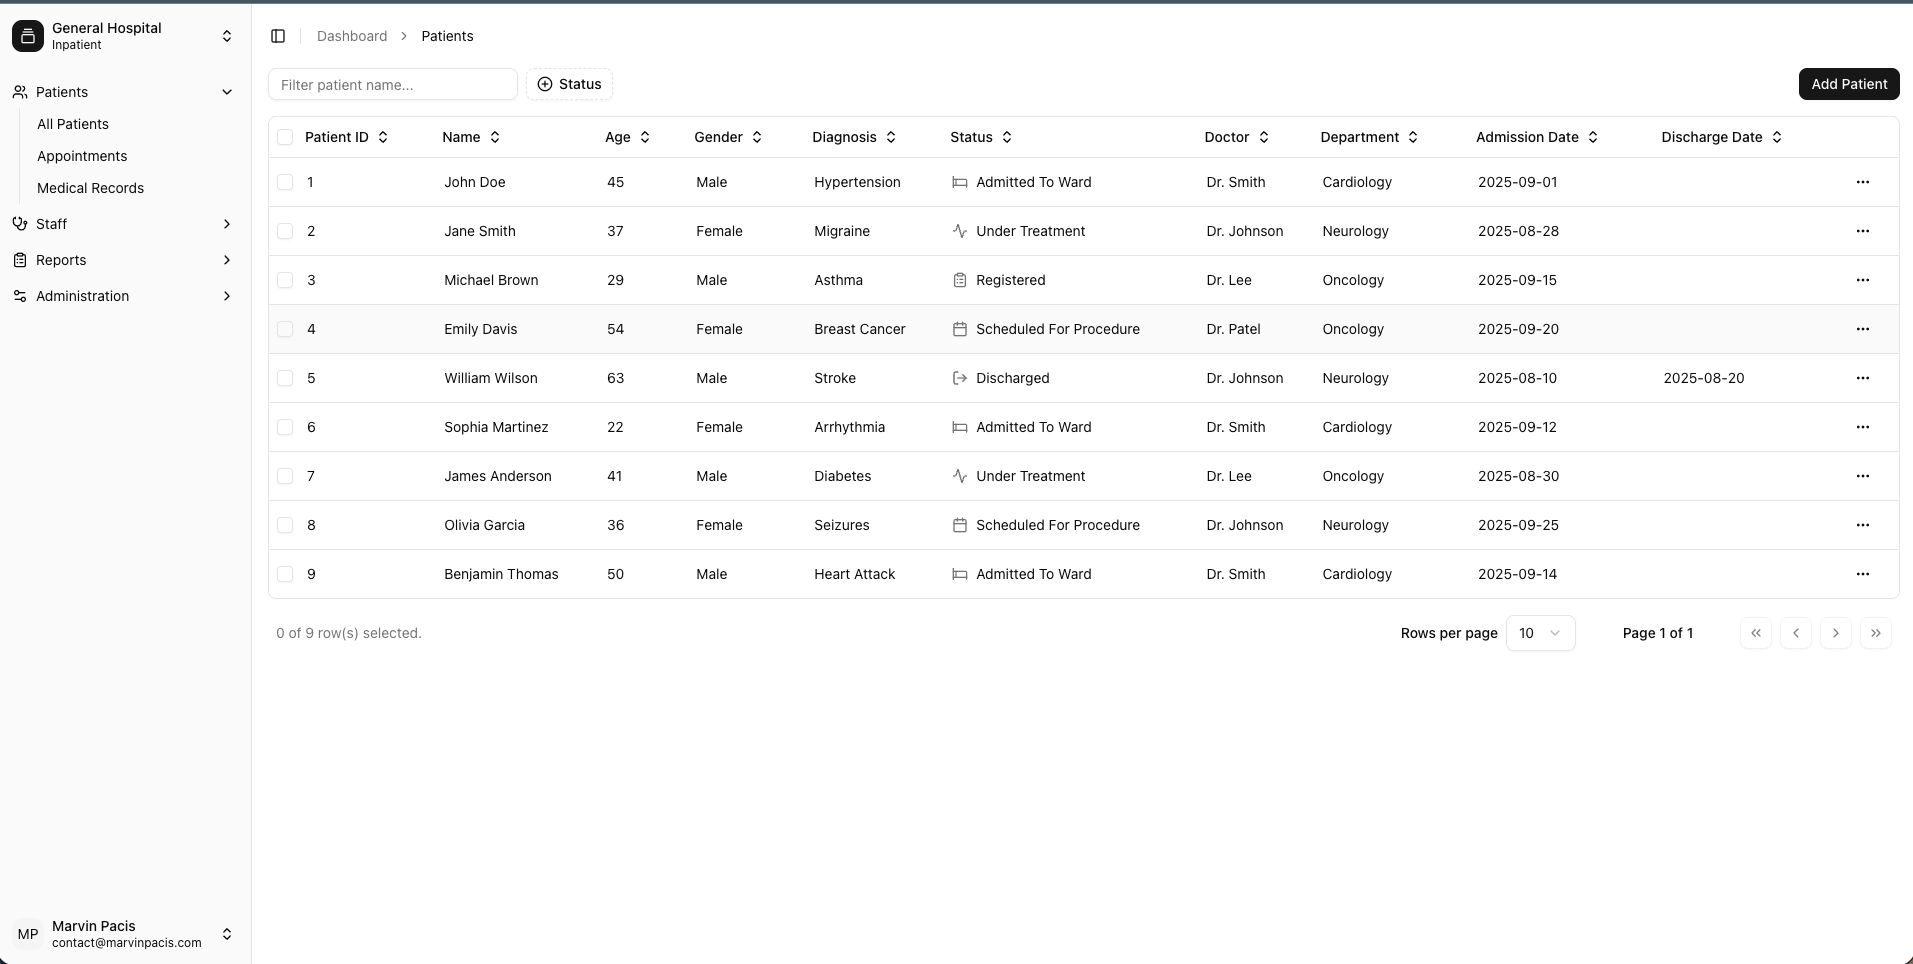 General Hospital
Inpatient
Patients
All Patients
Appointments
Medical Records
Staff
Reports
Administration
MP
Marvin Pacis
contact@marvinpacis.com
Dashboard Patients
Filter patient name... Status Add Patient
Patient ID Name Age Gender Diagnosis Status Doctor Department Admission Date Discharge Date
1 John Doe 45 Male Hypertension Admitted To Ward Dr. Smith Cardiology 2025-09-01
2 Jane Smith 37 Female Migraine Under Treatment Dr. Johnson Neurology 2025-08-28
3 Michael Brown 29 Male Asthma Registered Dr. Lee Oncology 2025-09-15
4 Emily Davis 54 Female Breast Cancer Scheduled For Procedure Dr. Patel Oncology 2025-09-20
5 William Wilson 63 Male Stroke Discharged Dr. Johnson Neurology 2025-08-10 2025-08-20
6 Sophia Martinez 22 Female Arrhythmia Admitted To Ward Dr. Smith Cardiology 2025-09-12
7 James Anderson 41 Male Diabetes Under Treatment Dr. Lee Oncology 2025-08-30
8 Olivia Garcia 36 Female Seizures Scheduled For Procedure Dr. Johnson Neurology 2025-09-25
9 Benjamin Thomas 50 Male Heart Attack Admitted To Ward Dr. Smith Cardiology 2025-09-14
0 of 9 row(s) selected. Rows per page 10 Page 1 of 1